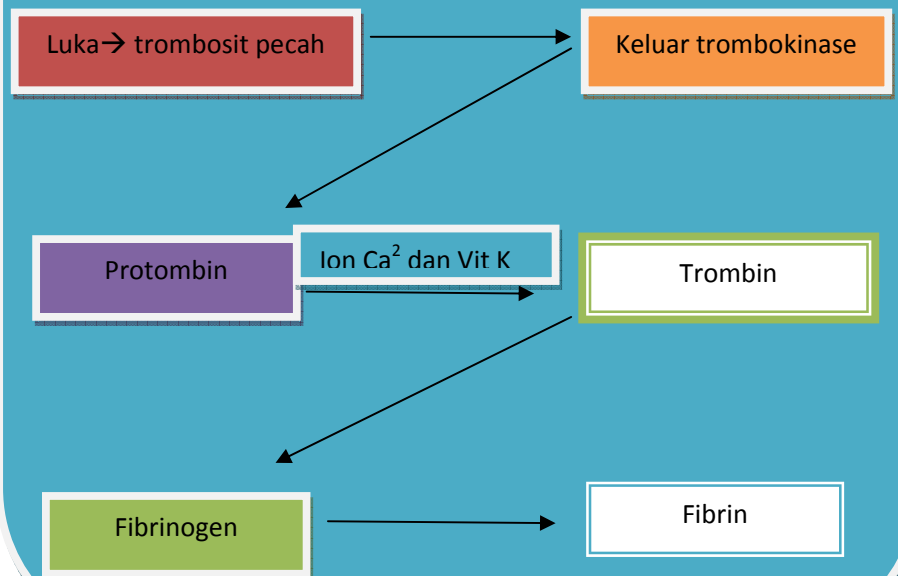 Luka→ trombosit pecah
Keluar trombokinase
Protombin
Ion Ca² dan Vit K
Trombin
Fibrinogen
Fibrin